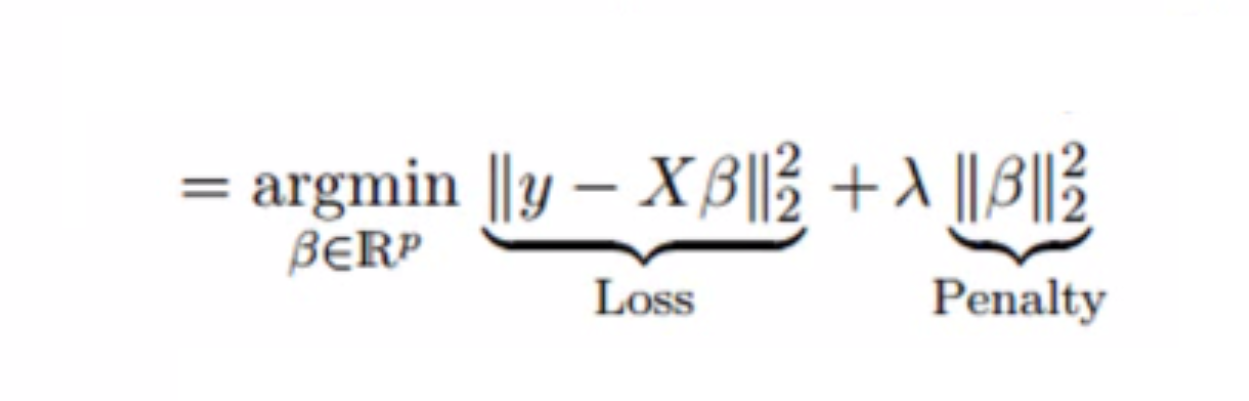 = argmin ‖y − Xβ‖₂² + λ ‖β‖₂²
β∈ℝᵖ
Loss Penalty